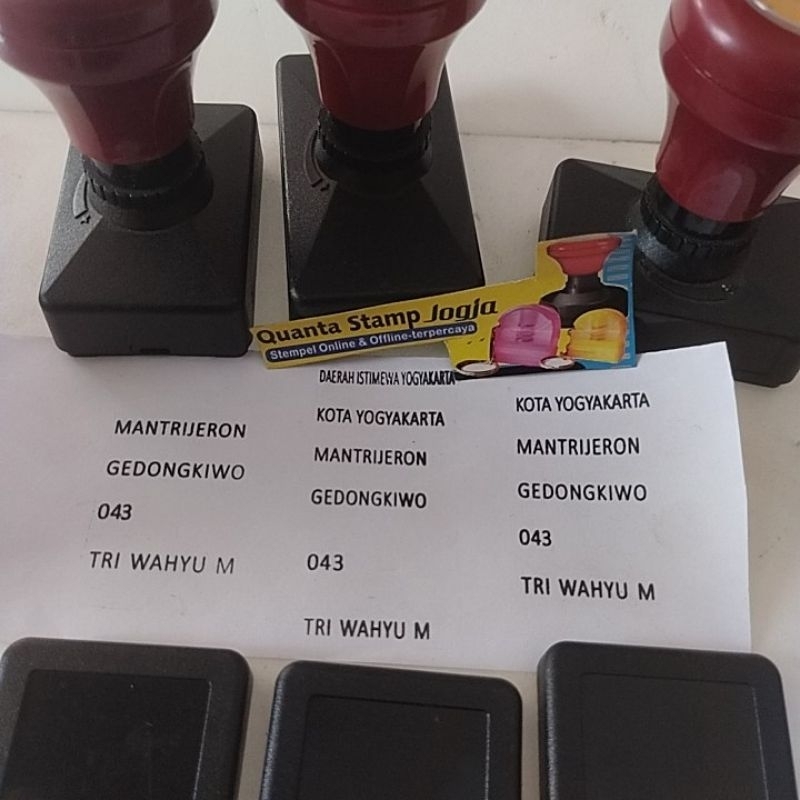 Quanta Stamp Jogja
Stempel Online & Offline-terpercaya
MANTRIJERON
GEDONGKIWO
043
TRI WAHYU M
DAERAH ISTIMEWA YOGYAKARTA
KOTA YOGYAKARTA
MANTRIJERON
GEDONGKIWO
043
TRI WAHYU M
KOTA YOGYAKARTA
MANTRIJERON
GEDONGKIWO
043
TRI WAHYU M